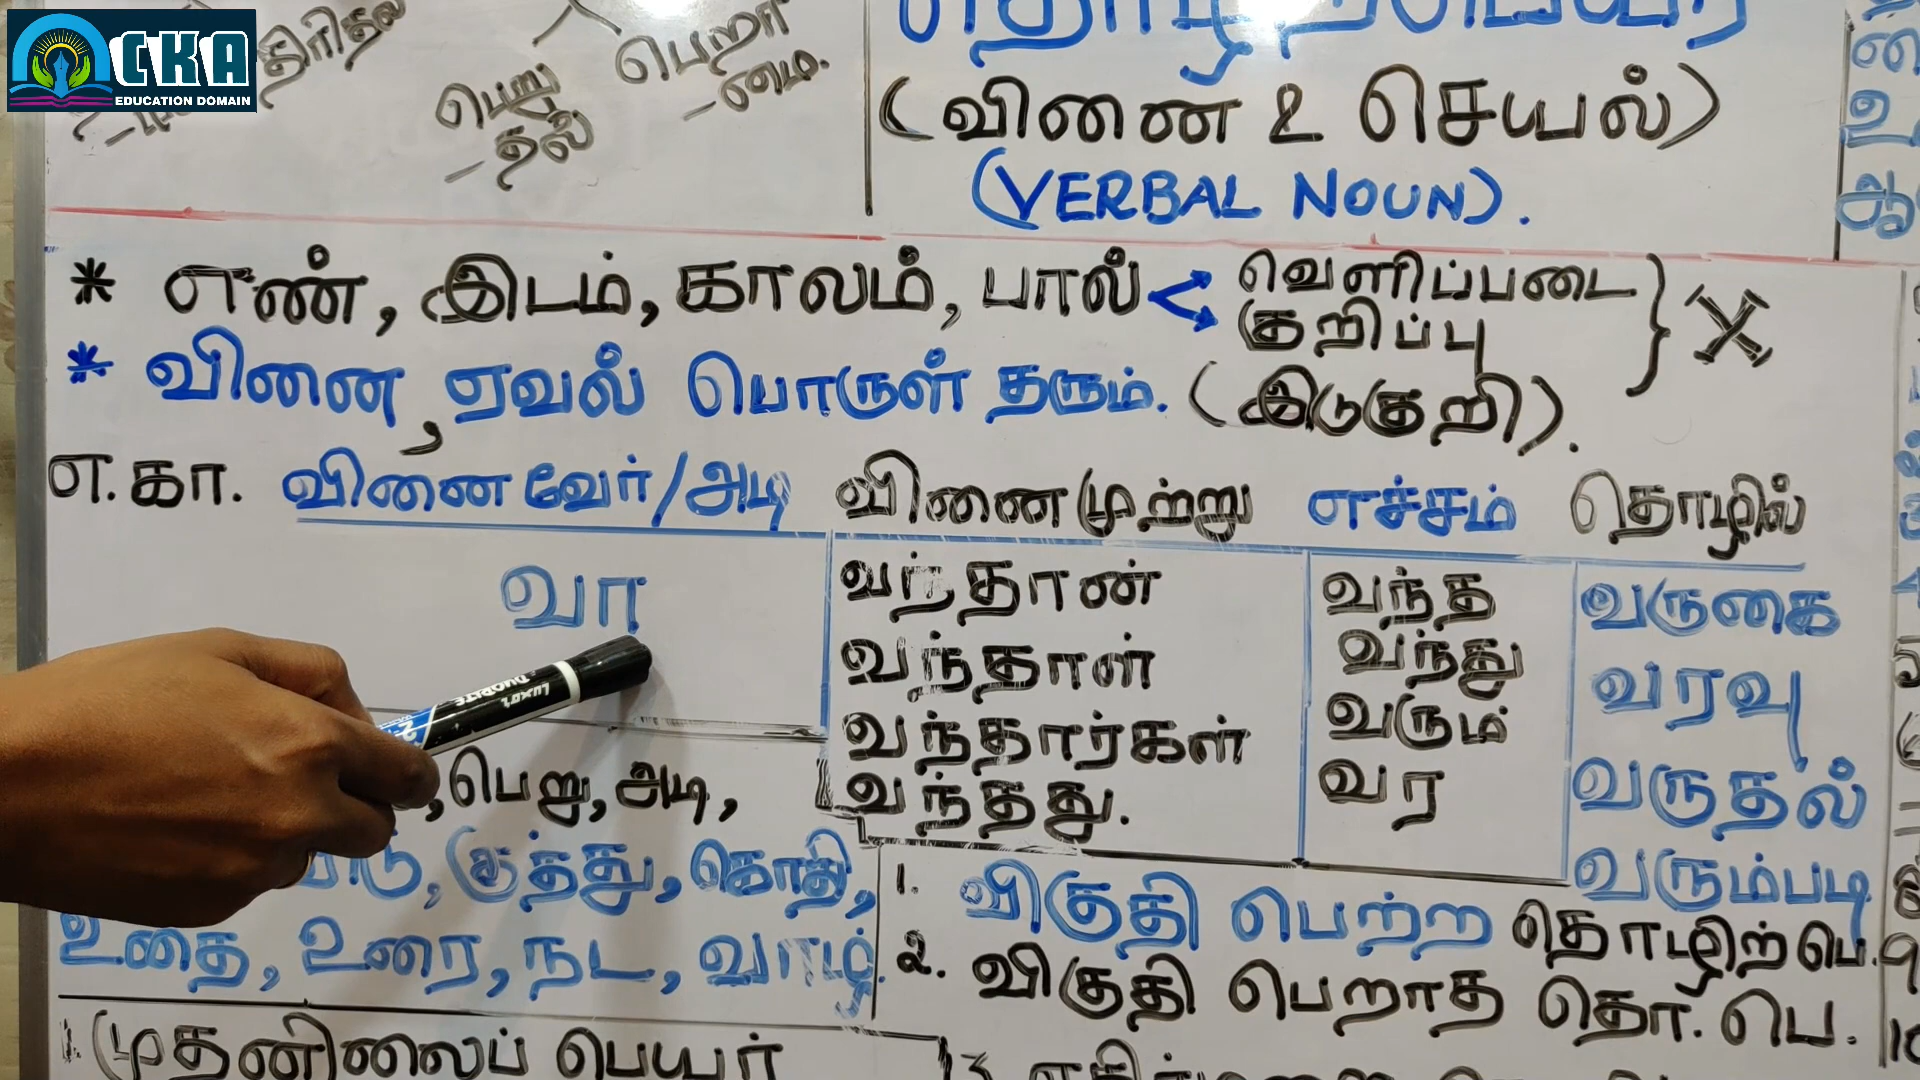 CKA
EDUCATION DOMAIN
பெறு
-தல்
பெறா
-மை.
தொழிற்பெயர்
(வினை உ செயல்)
(VERBAL NOUN).
* எண், இடம், காலம், பால் வெளிப்படை
குறிப்பு
* வினை, ஏவல் பொருள் தரும். (இடுகுறி).
எ.கா. வினை வேர்/அடி வினைமுற்று எச்சம் தொழில்
வா வந்தான் வந்த வருகை
வந்தாள் வந்து வரவு
வந்தார்கள் வரும் வருதல்
வந்தது. வர வரும்படி
LUXOR
, பெறு, அடி,
குத்து, கொதி,
உதை, உரை, நட, வாழ்.
1. விகுதி பெற்ற தொழிற் பெ.
2. விகுதி பெறாத தொ. பெ.
1. முதனிலைப் பெயர்